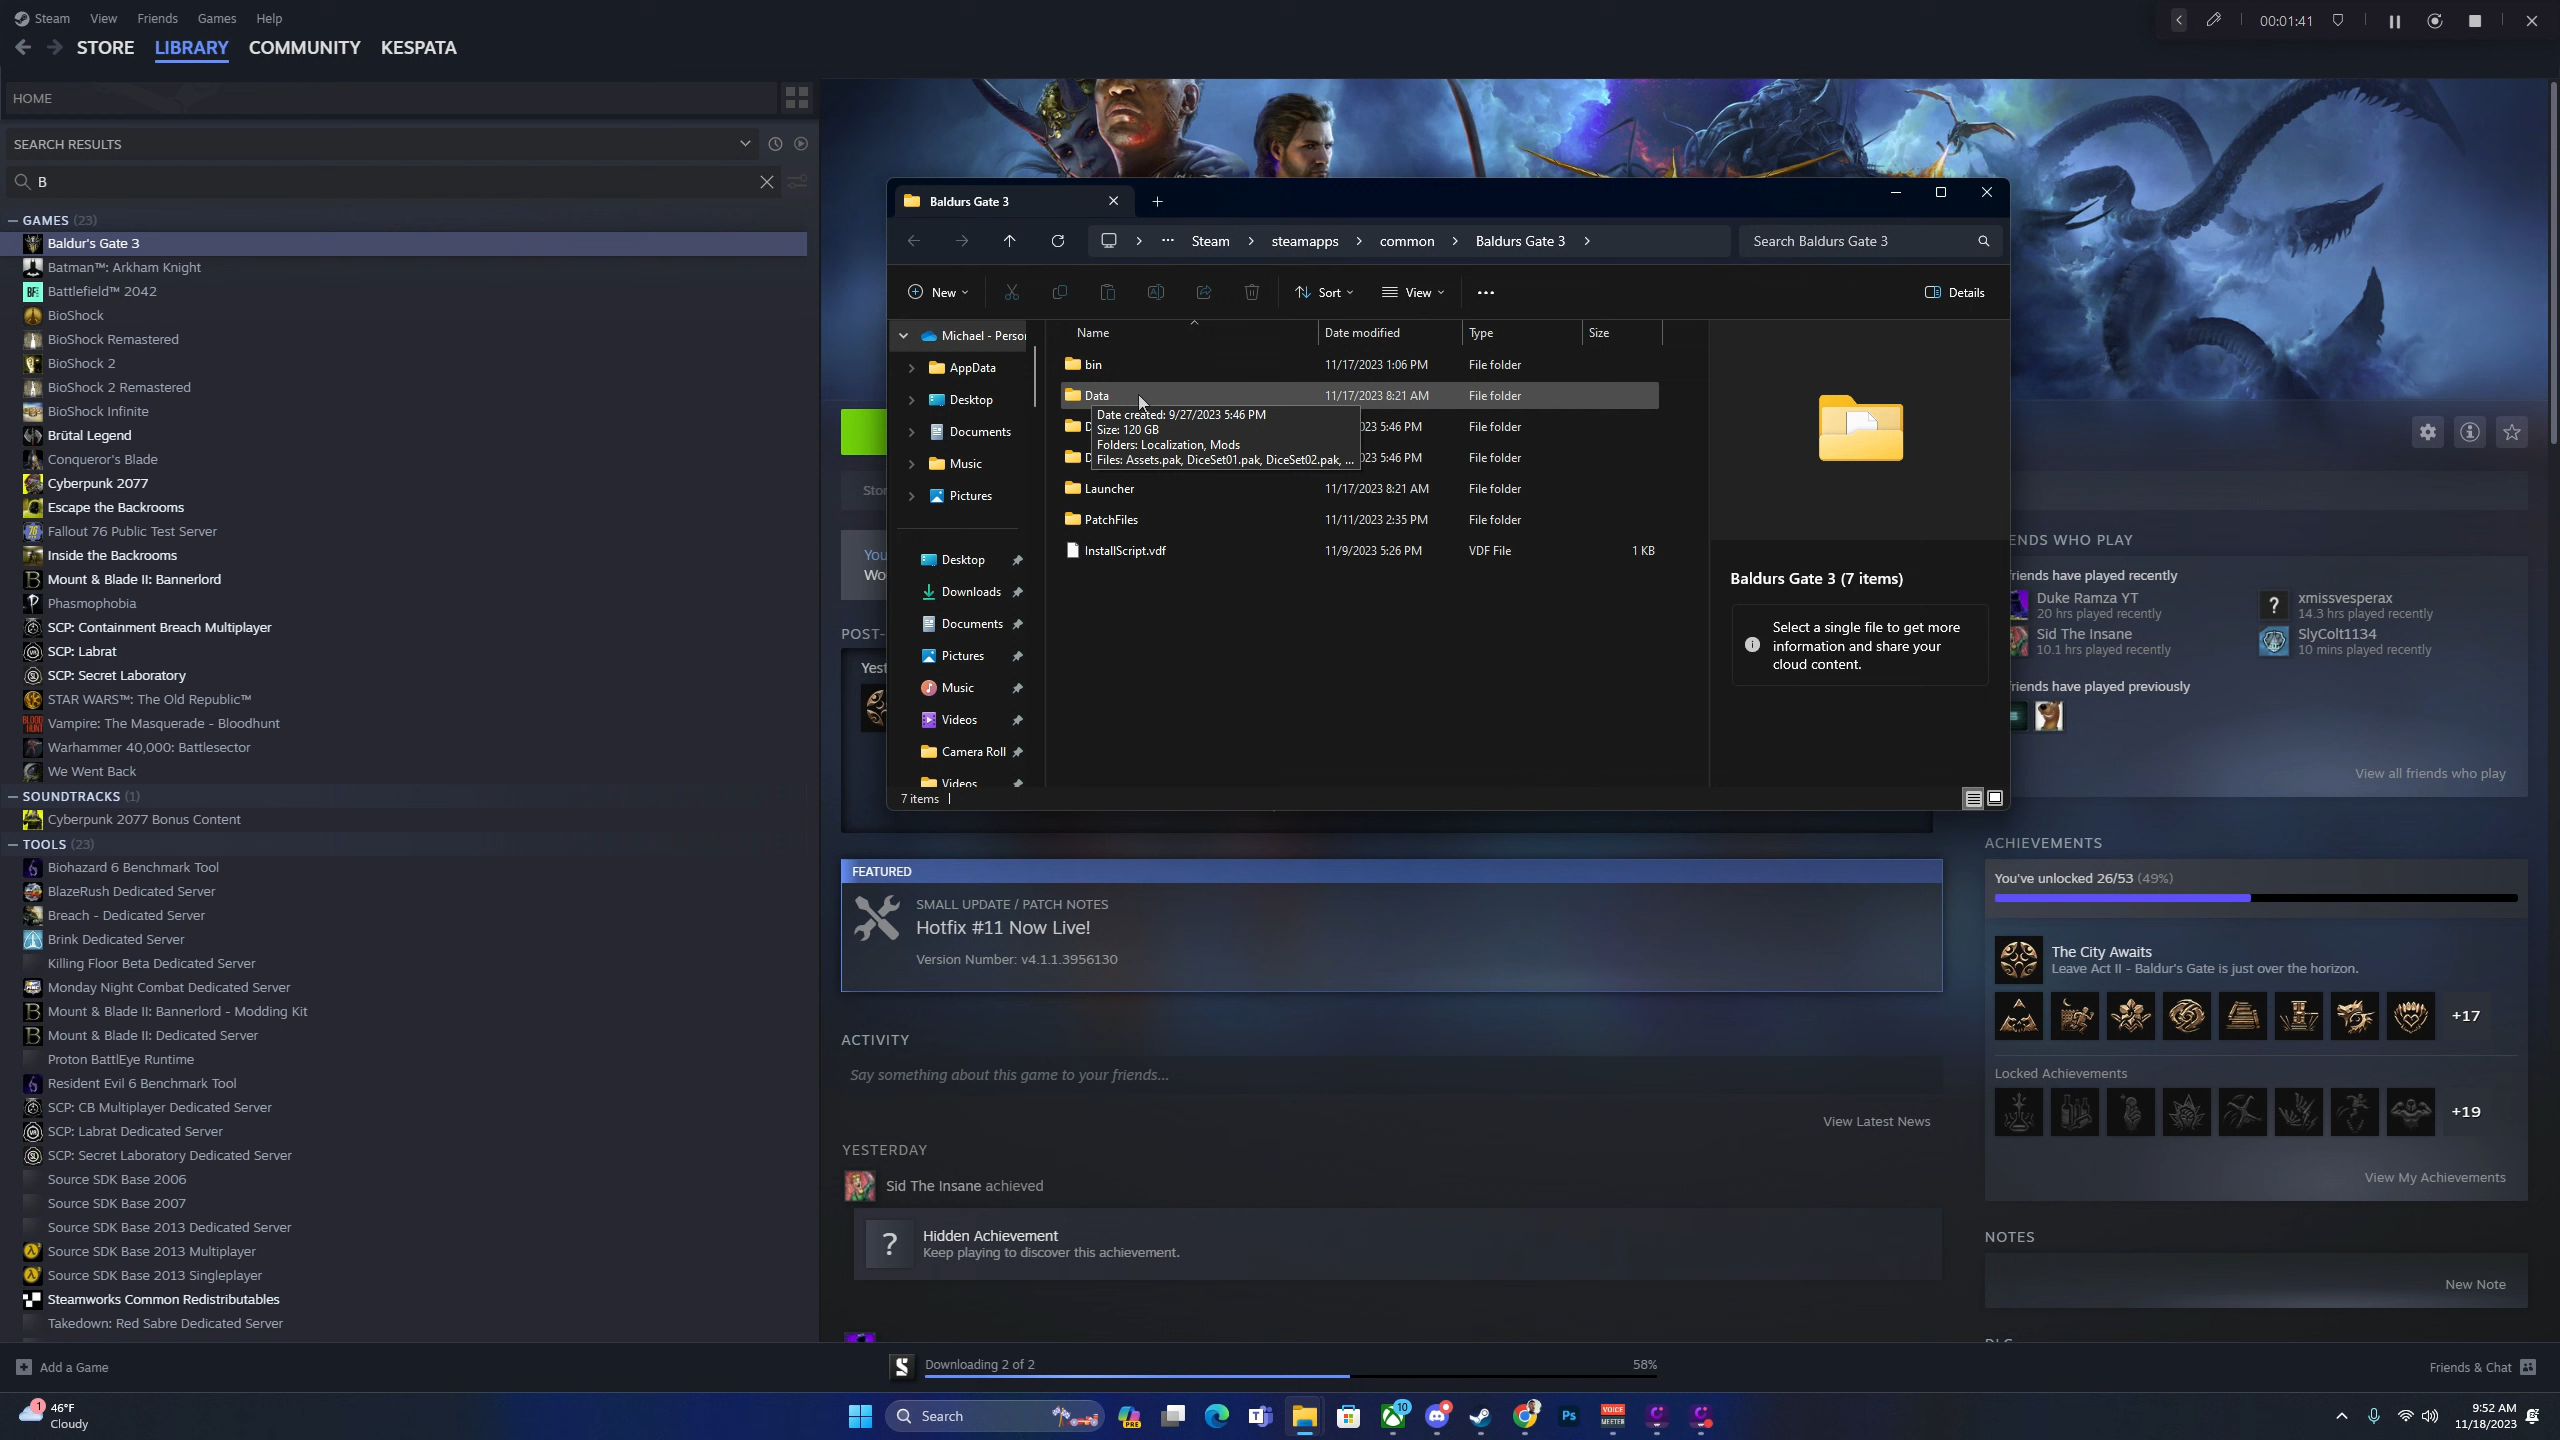 Steam
View
Friends
Games
Help
00:01:41
STORE
LIBRARY
COMMUNITY
KESPATA
HOME
SEARCH RESULTS
B
GAMES (23)
Baldur's Gate 3
Batman™: Arkham Knight
Battlefield™ 2042
BioShock
BioShock Remastered
BioShock 2
BioShock 2 Remastered
BioShock Infinite
Brütal Legend
Conqueror's Blade
Cyberpunk 2077
Escape the Backrooms
Fallout 76 Public Test Server
Inside the Backrooms
Mount & Blade II: Bannerlord
Phasmophobia
SCP: Containment Breach Multiplayer
SCP: Labrat
SCP: Secret Laboratory
STAR WARS™: The Old Republic™
Vampire: The Masquerade - Bloodhunt
Warhammer 40,000: Battlesector
We Went Back
SOUNDTRACKS (1)
Cyberpunk 2077 Bonus Content
TOOLS (23)
Biohazard 6 Benchmark Tool
BlazeRush Dedicated Server
Breach - Dedicated Server
Brink Dedicated Server
Killing Floor Beta Dedicated Server
Monday Night Combat Dedicated Server
Mount & Blade II: Bannerlord - Modding Kit
Mount & Blade II: Dedicated Server
Proton BattlEye Runtime
Resident Evil 6 Benchmark Tool
SCP: CB Multiplayer Dedicated Server
SCP: Labrat Dedicated Server
SCP: Secret Laboratory Dedicated Server
Source SDK Base 2006
Source SDK Base 2007
Source SDK Base 2013 Dedicated Server
Source SDK Base 2013 Multiplayer
Source SDK Base 2013 Singleplayer
Steamworks Common Redistributables
Takedown: Red Sabre Dedicated Server
Add a Game
Baldurs Gate 3
Steam
steamapps
common
Baldurs Gate 3
Search Baldurs Gate 3
New
Sort
View
Details
Michael - Person
AppData
Desktop
Documents
Music
Pictures
Desktop
Downloads
Documents
Pictures
Music
Videos
Camera Roll
Videos
Name
Date modified
Type
Size
bin 11/17/2023 1:06 PM File folder
Data 11/17/2023 8:21 AM File folder
D 23 5:46 PM File folder
D 23 5:46 PM File folder
Date created: 9/27/2023 5:46 PM
Size: 120 GB
Folders: Localization, Mods
Files: Assets.pak, DiceSet01.pak, DiceSet02.pak, ...
Launcher 11/17/2023 8:21 AM File folder
PatchFiles 11/11/2023 2:35 PM File folder
InstallScript.vdf 11/9/2023 5:26 PM VDF File 1 KB
Baldurs Gate 3 (7 items)
Select a single file to get more
information and share your
cloud content.
7 items
Stor
You
Wo
POST-
Yest
FEATURED
SMALL UPDATE / PATCH NOTES
Hotfix #11 Now Live!
Version Number: v4.1.1.3956130
ACTIVITY
Say something about this game to your friends...
View Latest News
YESTERDAY
Sid The Insane achieved
?
Hidden Achievement
Keep playing to discover this achievement.
ENDS WHO PLAY
riends have played recently
Duke Ramza YT
20 hrs played recently
?
xmissvesperax
14.3 hrs played recently
Sid The Insane
10.1 hrs played recently
SlyColt1134
10 mins played recently
riends have played previously
View all friends who play
ACHIEVEMENTS
You've unlocked 26/53 (49%)
The City Awaits
Leave Act II - Baldur's Gate is just over the horizon.
+17
Locked Achievements
+19
View My Achievements
NOTES
New Note
Downloading 2 of 2
58%
Friends & Chat
1
46°F
Cloudy
Search
PRE
10
Ps
VOICE
MEETER
9:52 AM
11/18/2023